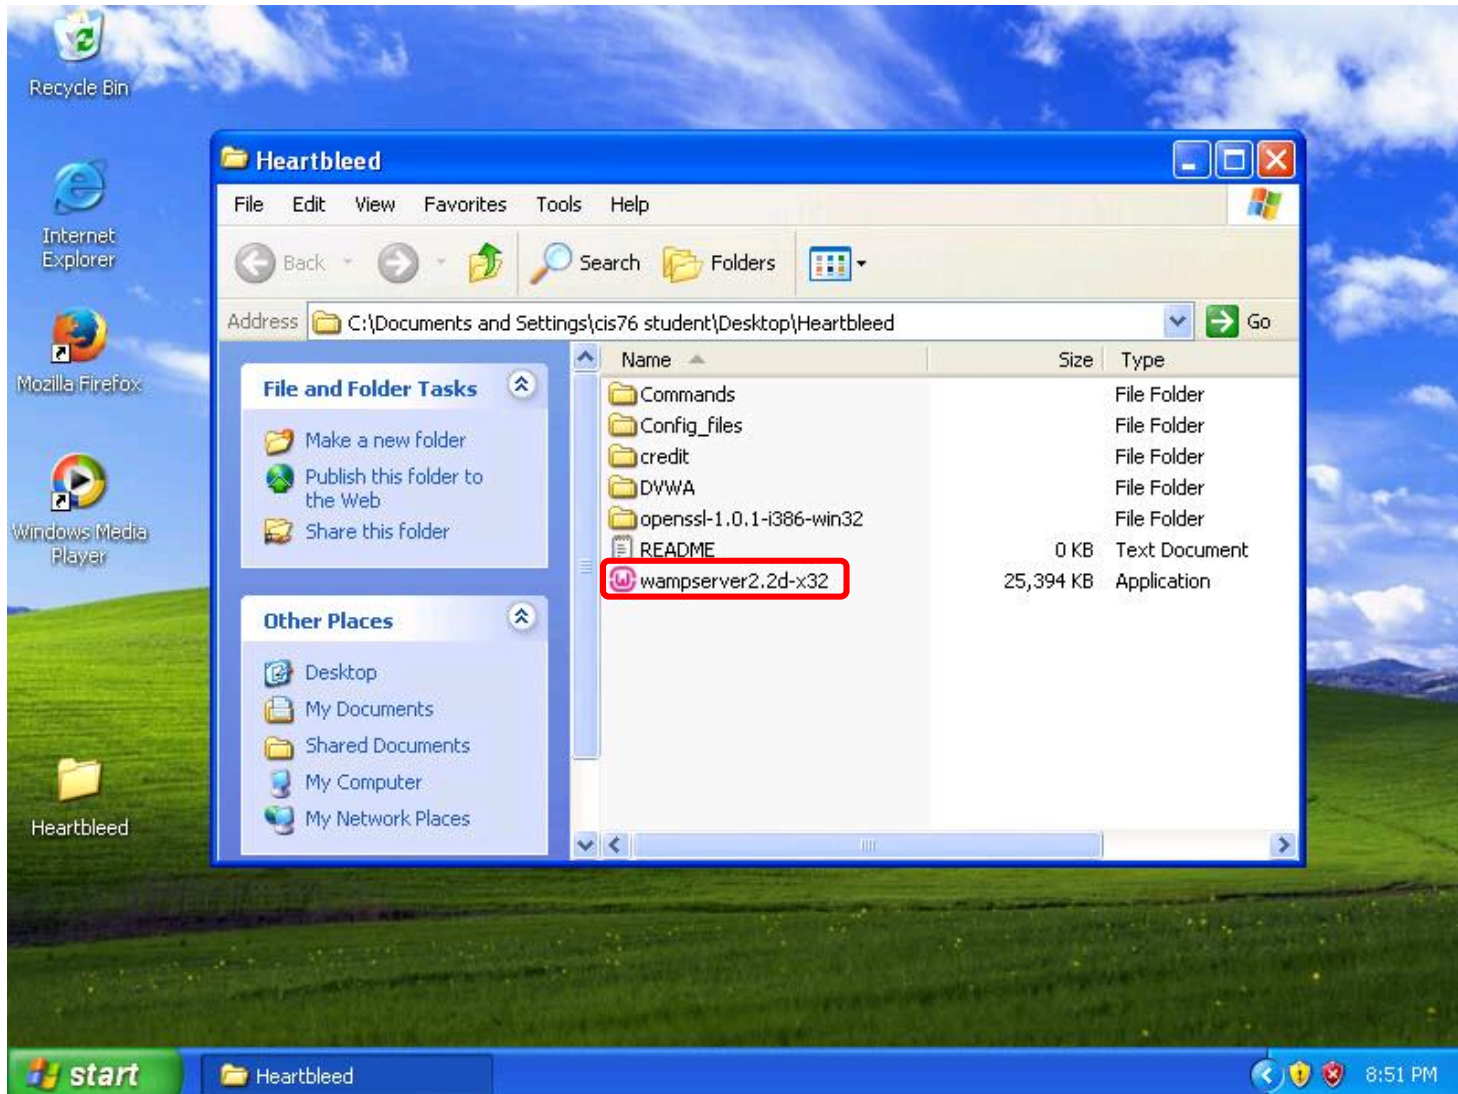 Recycle Bin
Internet
Explorer
Mozilla Firefox
Windows Media
Player
Heartbleed
Heartbleed
File Edit View Favorites Tools Help
Back Search Folders
Address C:\Documents and Settings\cis76 student\Desktop\Heartbleed Go
File and Folder Tasks
Make a new folder
Publish this folder to
the Web
Share this folder
Other Places
Desktop
My Documents
Shared Documents
My Computer
My Network Places
Name Size Type
Commands File Folder
Config_files File Folder
credit File Folder
DVWA File Folder
openssl-1.0.1-i386-win32 File Folder
README 0 KB Text Document
wampserver2.2d-x32 25,394 KB Application
start Heartbleed 8:51 PM